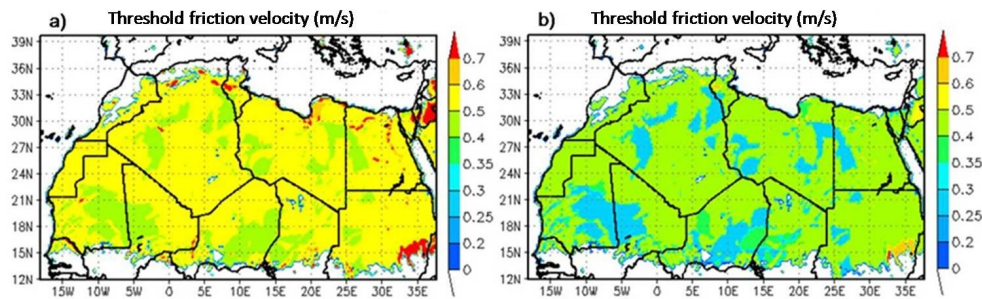 a) Threshold friction velocity (m/s)
39N
36N
33N
30N
27N
24N
21N
18N
15N
12N
15W 10W 5W 0 5E 10E 15E 20E 25E 30E 35E
0.7
0.6
0.5
0.4
0.35
0.3
0.25
0.2
0
b) Threshold friction velocity (m/s)
39N
36N
33N
30N
27N
24N
21N
18N
15N
12N
15W 10W 5W 0 5E 10E 15E 20E 25E 30E 35E
0.7
0.6
0.5
0.4
0.35
0.3
0.25
0.2
0